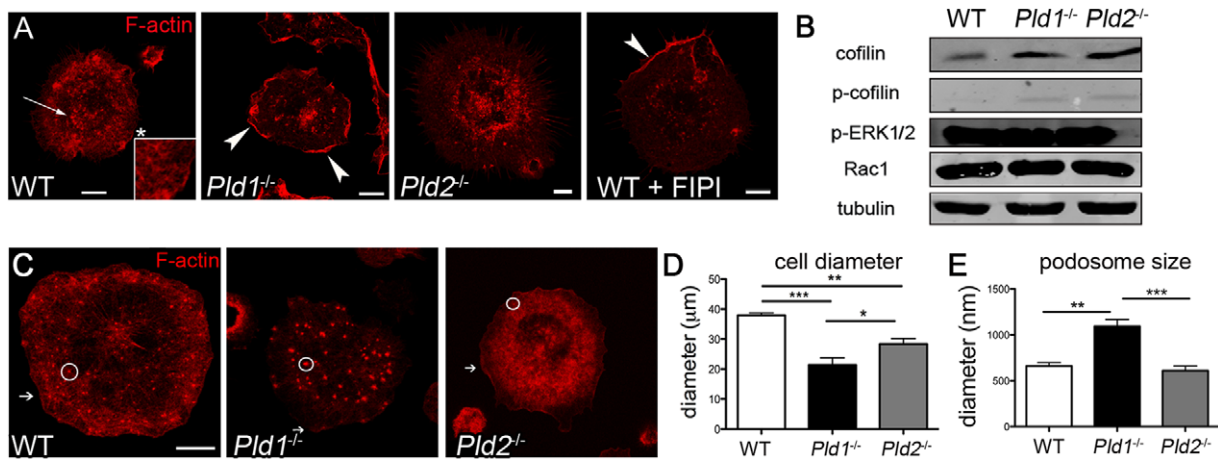 A
F-actin
*
WT
Pld1-/-
Pld2-/-
WT + FIPI
B
WT Pld1-/- Pld2-/-
cofilin
p-cofilin
p-ERK1/2
Rac1
tubulin
C
F-actin
WT
Pld1-/-
Pld2-/-
D
cell diameter
diameter (µm)
50
40
30
20
10
0
**
***
*
WT Pld1-/- Pld2-/-
E
podosome size
diameter (nm)
1500
1000
500
0
** ***
WT Pld1-/- Pld2-/-